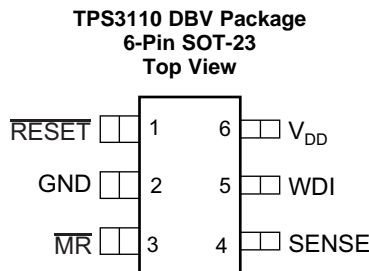 TPS3110 DBV Package
6-Pin SOT-23
Top View
RESET 1 6 VDD
GND 2 5 WDI
MR 3 4 SENSE